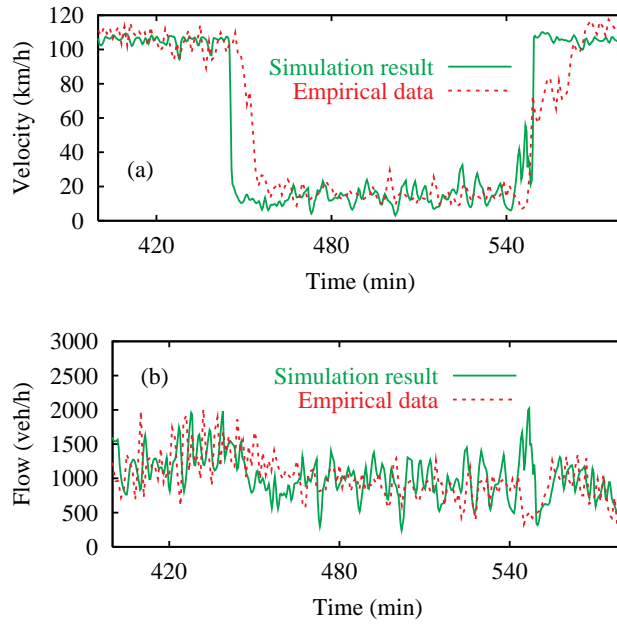 120
100
80
60
40
20
0
Velocity (km/h)
Simulation result
Empirical data
(a)
420 480 540
Time (min)
3000
2500
2000
1500
1000
500
0
Flow (veh/h)
(b)
Simulation result
Empirical data
420 480 540
Time (min)